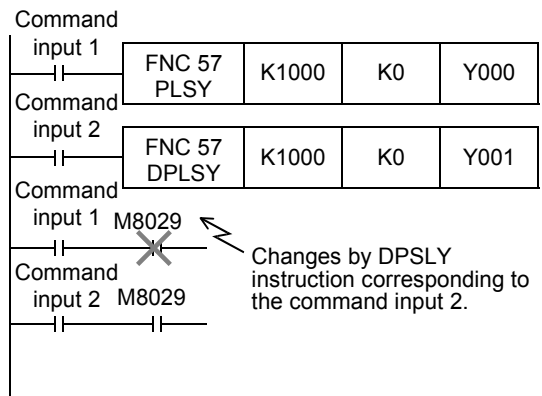 Command
input 1
FNC 57
PLSY
K1000
K0
Y000
Command
input 2
FNC 57
DPLSY
K1000
K0
Y001
Command
input 1
M8029
Changes by DPSLY
instruction corresponding to
the command input 2.
Command
input 2
M8029